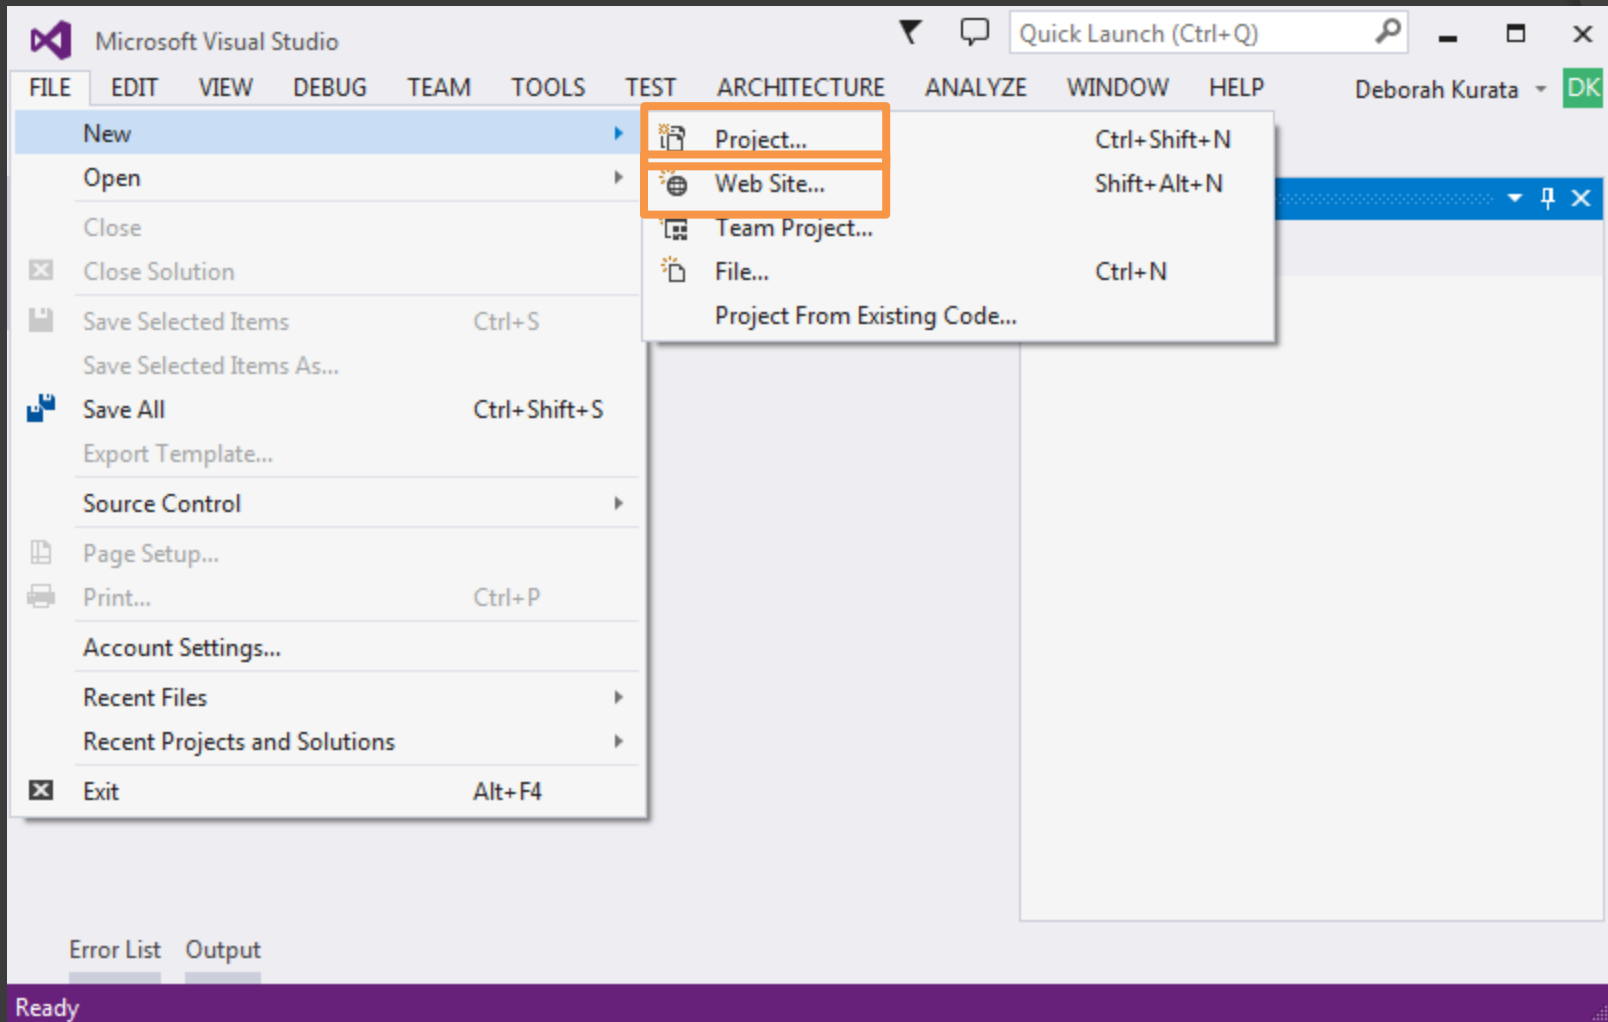 Microsoft Visual Studio
Quick Launch (Ctrl+Q)
FILE EDIT VIEW DEBUG TEAM TOOLS TEST ARCHITECTURE ANALYZE WINDOW HELP Deborah Kurata DK
New
Open
Close
Close Solution
Save Selected Items Ctrl+S
Save Selected Items As...
Save All Ctrl+Shift+S
Export Template...
Source Control
Page Setup...
Print... Ctrl+P
Account Settings...
Recent Files
Recent Projects and Solutions
Exit Alt+F4
Project... Ctrl+Shift+N
Web Site... Shift+Alt+N
Team Project...
File... Ctrl+N
Project From Existing Code...
Error List Output
Ready